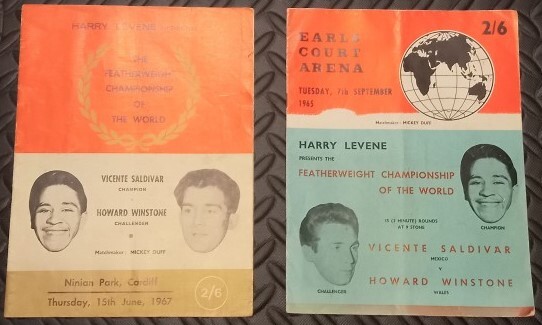 HARRY LEVENE
THE
FEATHERWEIGHT
CHAMPIONSHIP
OF
THE WORLD
VICENTE SALDIVAR
CHAMPION
HOWARD WINSTONE
CHALLENGER
Matchmaker: MICKEY DUFF
Ninian Park, Cardiff
Thursday, 15th June, 1967
2/6
2/6
EARLS
COURT
ARENA
TUESDAY, 7th SEPTEMBER
1965
Matchmaker: MICKEY DUFF
HARRY LEVENE
PRESENTS THE
FEATHERWEIGHT CHAMPIONSHIP
OF THE WORLD
15 (3 MINUTE) ROUNDS
AT 9 STONE
CHAMPION
VICENTE SALDIVAR
MEXICO
V
HOWARD WINSTONE
WALES
CHALLENGER